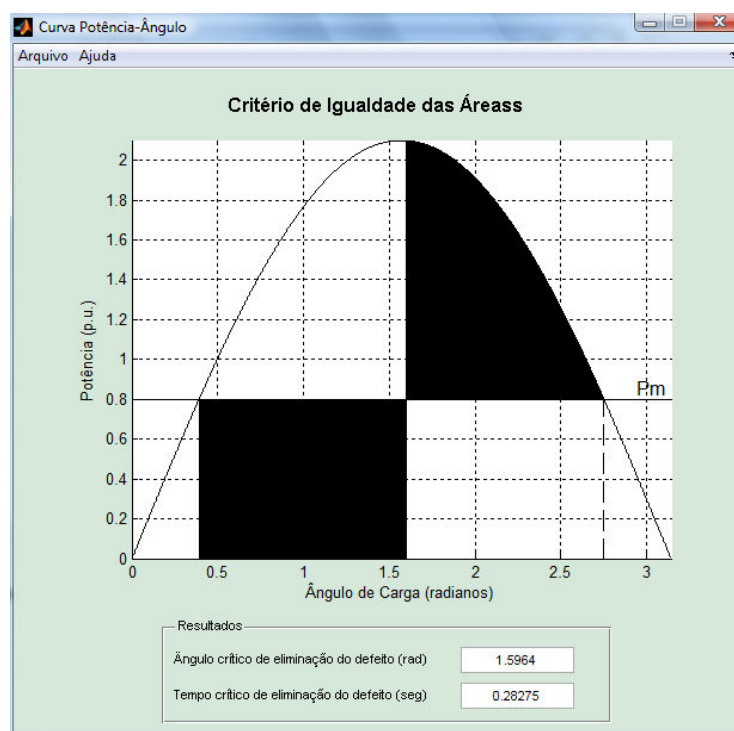 Curva Potência-Ângulo
Arquivo Ajuda
Critério de Igualdade das Áreass
Potência (p.u.)
2
1.8
1.6
1.4
1.2
1
0.8
0.6
0.4
0.2
0
Pm
0 0.5 1 1.5 2 2.5 3
Ângulo de Carga (radianos)
Resultados
Ângulo crítico de eliminação do defeito (rad) 1.5964
Tempo crítico de eliminação do defeito (seg) 0.28275